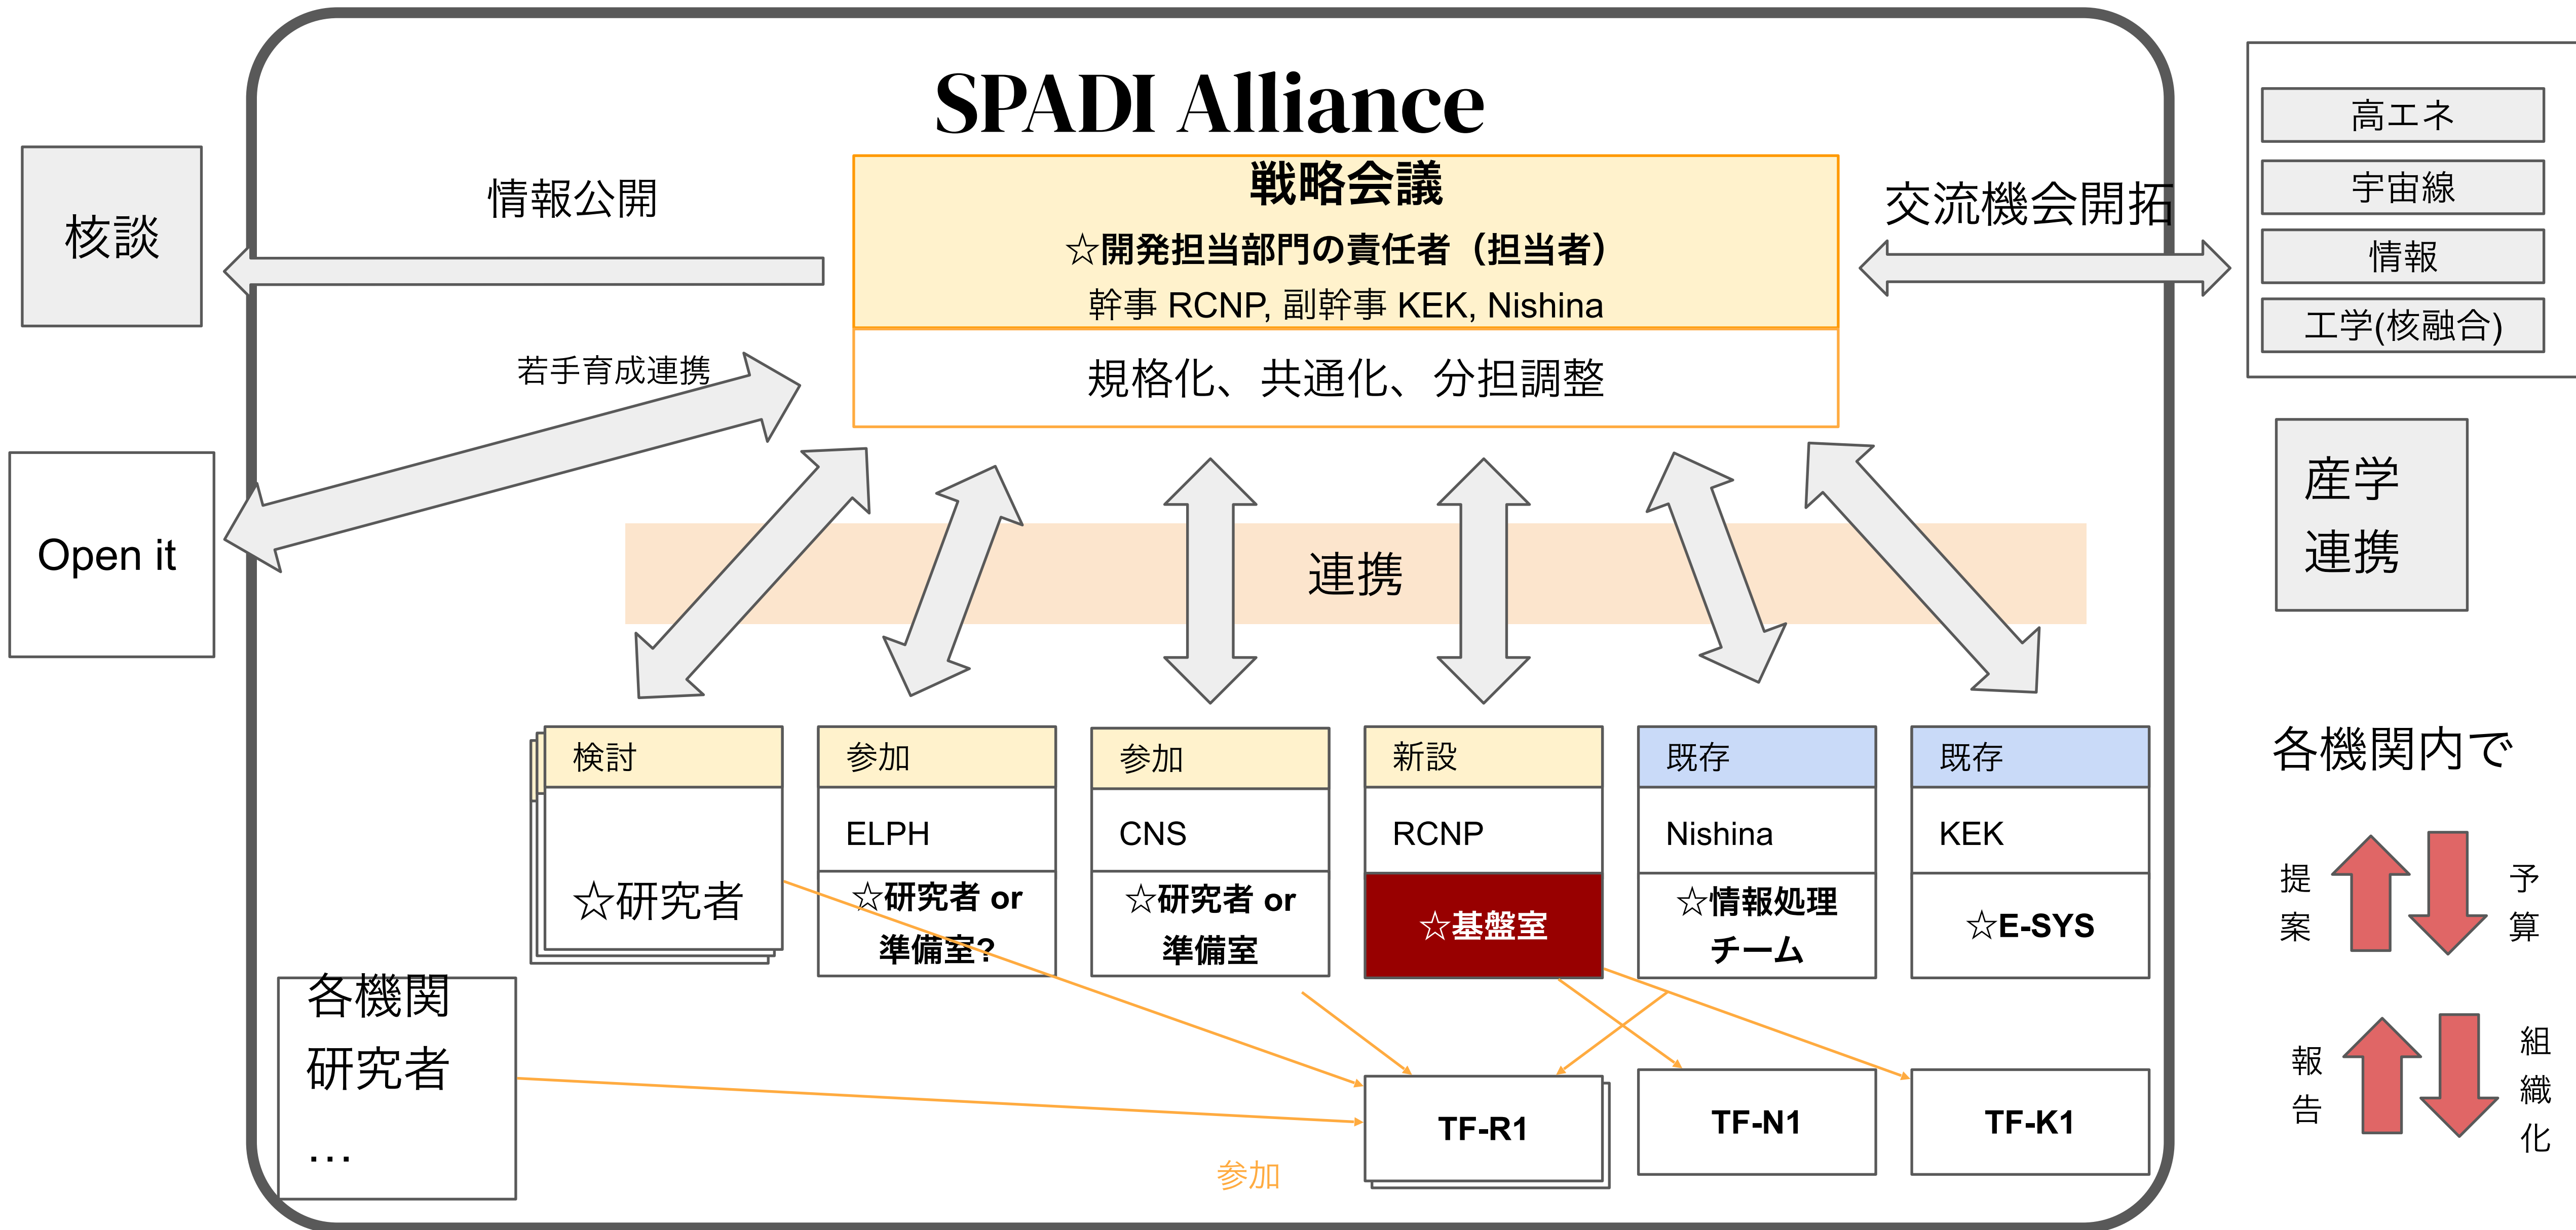 SPADI Alliance
戦略会議
☆開発担当部門の責任者（担当者）
幹事 RCNP, 副幹事 KEK, Nishina
規格化、共通化、分担調整
核談
情報公開
若手育成連携
Open it
交流機会開拓
高エネ
宇宙線
情報
工学(核融合)
産学
連携
連携
検討
☆研究者
参加
ELPH
☆研究者 or
準備室?
参加
CNS
☆研究者 or
準備室
新設
RCNP
☆基盤室
既存
Nishina
☆情報処理
チーム
既存
KEK
☆E-SYS
各機関内で
提
案
予
算
報
告
組
織
化
各機関
研究者
…
参加
TF-R1
TF-N1
TF-K1